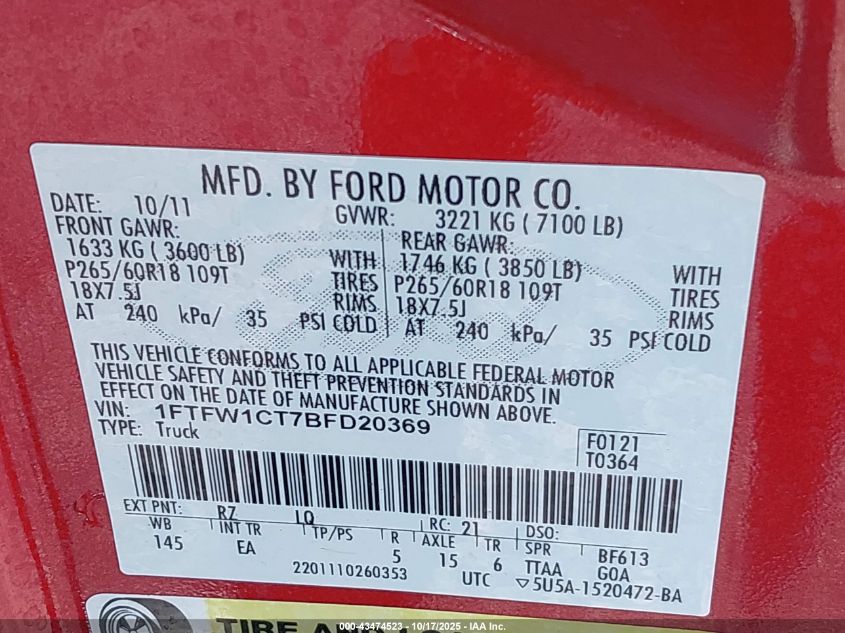 MFD. BY FORD MOTOR CO.
DATE: 10/11 GVWR: 3221 KG ( 7100 LB)
FRONT GAWR: REAR GAWR:
1633 KG ( 3600 LB) WITH 1746 KG ( 3850 LB) WITH
P265/60R18 109T TIRES P265/60R18 109T TIRES
18X7.5J RIMS 18X7.5J RIMS
AT 240 kPa/ 35 PSI COLD AT 240 kPa/ 35 PSI COLD
THIS VEHICLE CONFORMS TO ALL APPLICABLE FEDERAL MOTOR
VEHICLE SAFETY AND THEFT PREVENTION STANDARDS IN
EFFECT ON THE DATE OF MANUFACTURE SHOWN ABOVE.
VIN: 1FTFW1CT7BFD20369 F0121
TYPE: Truck T0364
EXT PNT: RZ LQ RC: 21 DSO:
WB INT TR TP/PS R AXLE TR SPR BF613
145 EA 5 15 6 TTAA GOA
2201110260353 UTC ▽5U5A-1520472-BA
000-43474523 | 10/17/2025 - IAA Inc.